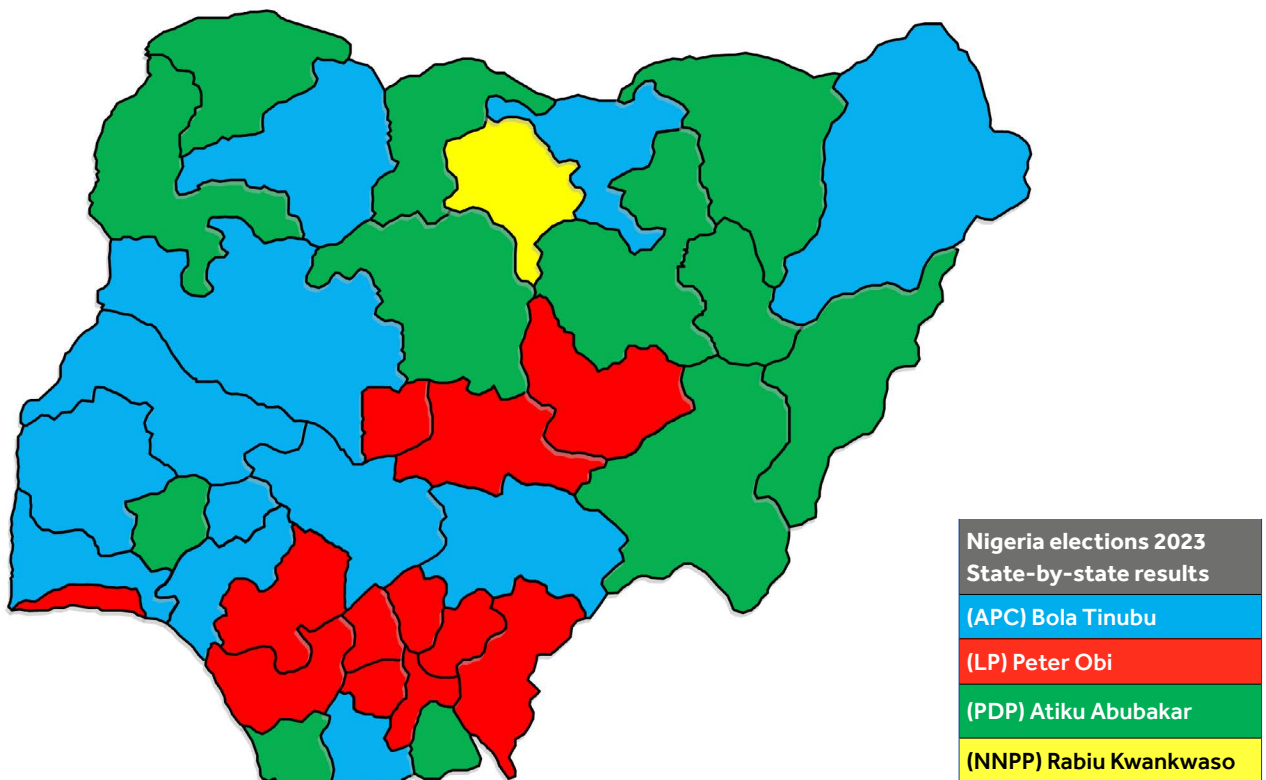 Nigeria elections 2023
State-by-state results
(APC) Bola Tinubu
(LP) Peter Obi
(PDP) Atiku Abubakar
(NNPP) Rabiu Kwankwaso